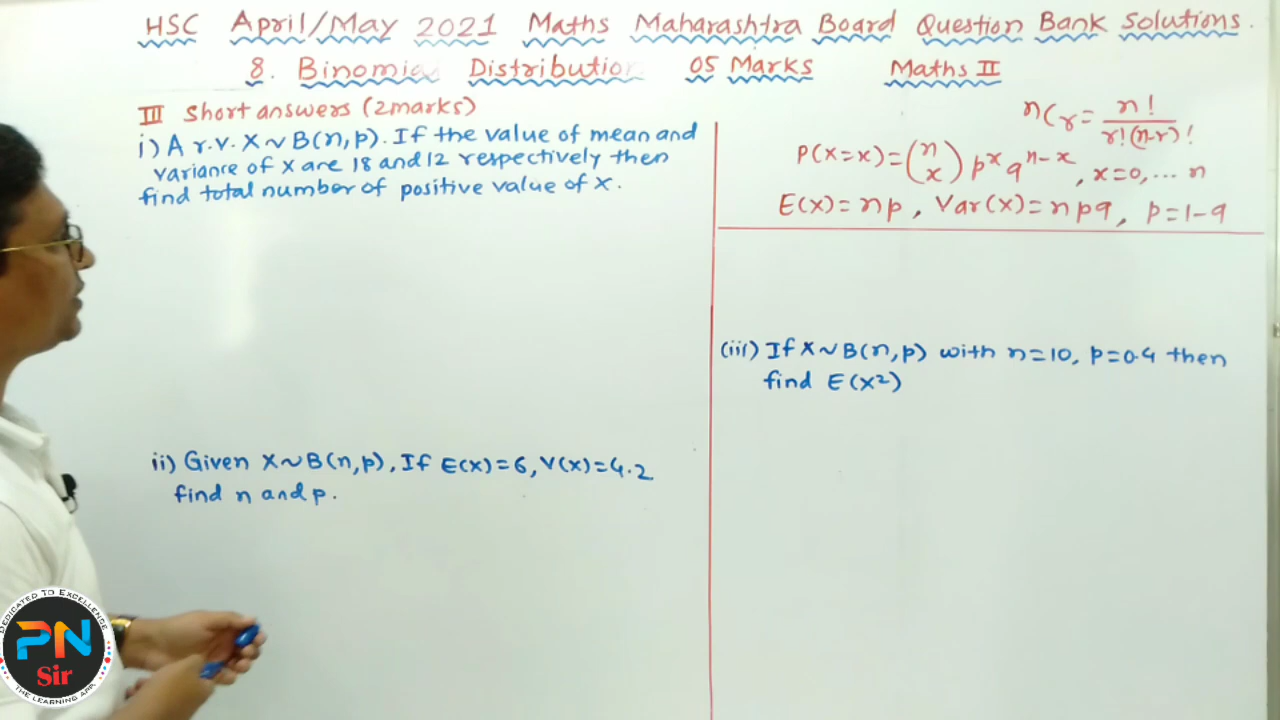 HSC April/May 2021 Maths Maharashtra Board Question Bank Solutions.
8. Binomial Distribution 05 Marks Maths II
III Short answers (2marks)
i) A r.v. X ~ B(n,p). If the value of mean and
variance of X are 18 and 12 respectively then
find total number of positive value of X.
ii) Given X ~ B(n,p), If E(X)=6, V(X)=4.2
find n and p.
nCr = n! / r!(n-r)!
P(X=x) = (n x) p^x q^(n-x), x=0,... n
E(X)=np, Var(X)=npq, p=1-q
(iii) If X ~ B(n,p) with n=10, p=0.4 then
find E(X²)
DEDICATED TO EXCELLENCE
PN
Sir
THE LEARNING APP